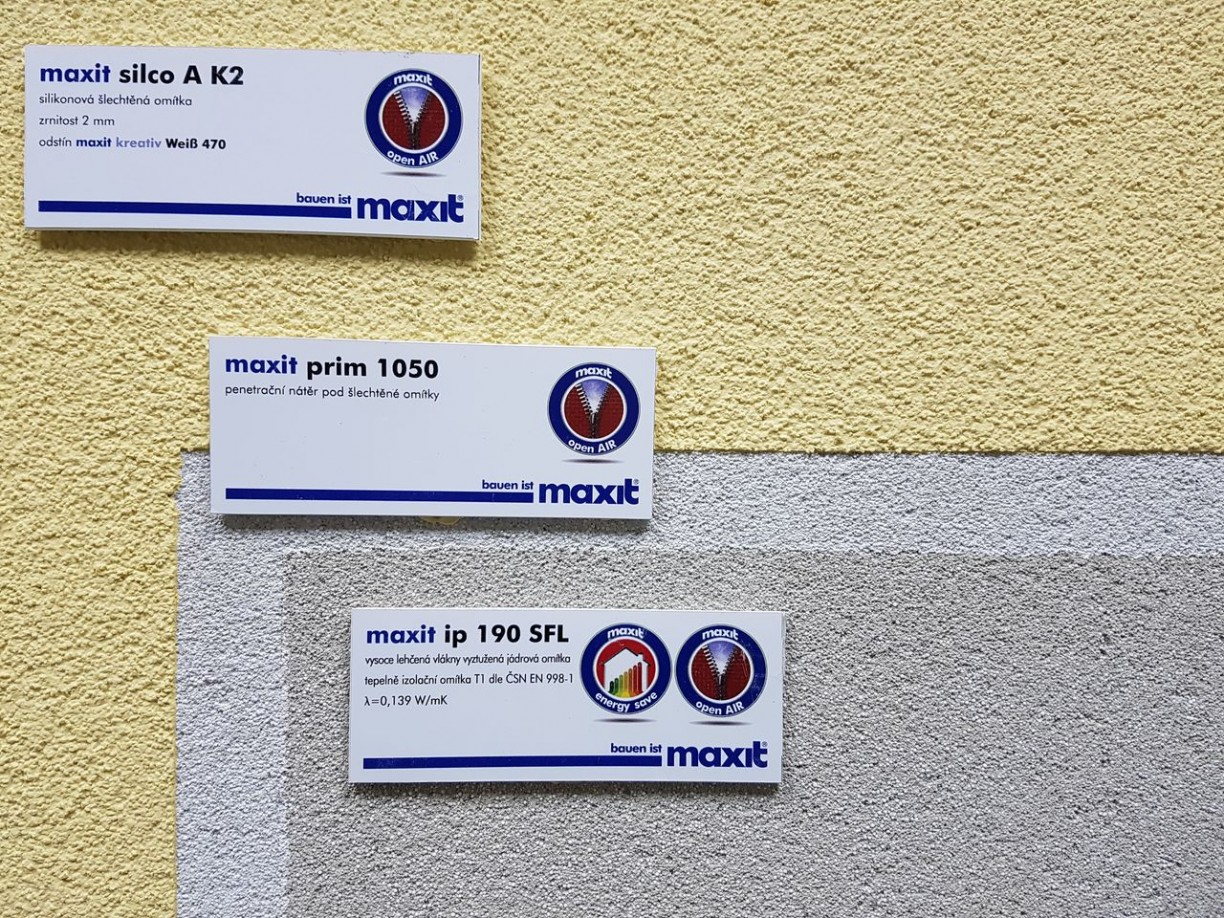 maxit silco A K2
silikonová šlechtěná omítka
zrnitost 2 mm
odstín maxit kreativ Weiß 470
maxit
open AIR
bauen ist maxit®
maxit prim 1050
penetrační nátěr pod šlechtěné omítky
maxit
open AIR
bauen ist maxit®
maxit ip 190 SFL
vysoce lehčená vlákny vyztužená jádrová omítka
tepelně izolační omítka T1 dle ČSN EN 998-1
λ=0,139 W/mK
maxit
energy save
maxit
open AIR
bauen ist maxit®